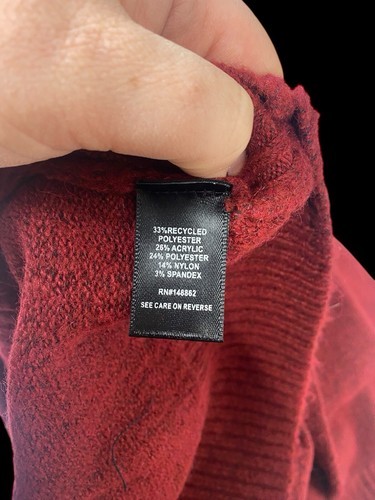 33%RECYCLED
POLYESTER
26% ACRYLIC
24% POLYESTER
14% NYLON
3% SPANDEX
RN#148862
SEE CARE ON REVERSE